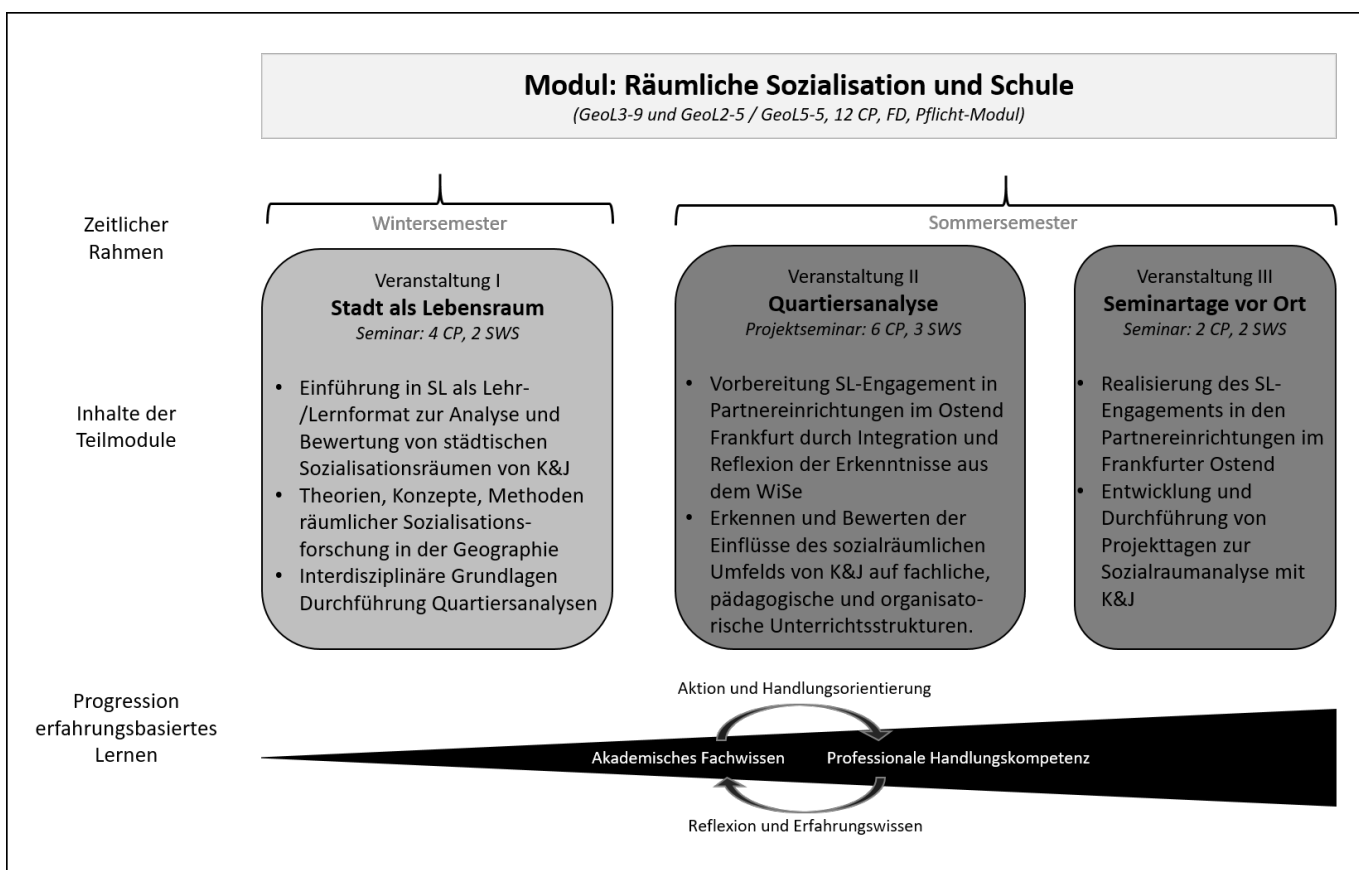 Modul: Räumliche Sozialisation und Schule
(GeoL3-9 und GeoL2-5 / GeoL5-5, 12 CP, FD, Pflicht-Modul)
Zeitlicher
Rahmen
Wintersemester
Sommersemester
Inhalte der
Teilmodule
Veranstaltung I
Stadt als Lebensraum
Seminar: 4 CP, 2 SWS
• Einführung in SL als Lehr-
/Lernformat zur Analyse und
Bewertung von städtischen
Sozialisationsräumen von K&J
• Theorien, Konzepte, Methoden
räumlicher Sozialisations-
forschung in der Geographie
• Interdisziplinäre Grundlagen
Durchführung Quartiersanalysen
Veranstaltung II
Quartiersanalyse
Projektseminar: 6 CP, 3 SWS
• Vorbereitung SL-Engagement in
Partnereinrichtungen im Ostend
Frankfurt durch Integration und
Reflexion der Erkenntnisse aus
dem WiSe
• Erkennen und Bewerten der
Einflüsse des sozialräumlichen
Umfelds von K&J auf fachliche,
pädagogische und organisato-
rische Unterrichtsstrukturen.
Veranstaltung III
Seminartage vor Ort
Seminar: 2 CP, 2 SWS
• Realisierung des SL-
Engagements in den
Partnereinrichtungen im
Frankfurter Ostend
• Entwicklung und
Durchführung von
Projekttagen zur
Sozialraumanalyse mit
K&J
Progression
erfahrungsbasiertes
Lernen
Aktion und Handlungsorientierung
Akademisches Fachwissen
Professionale Handlungskompetenz
Reflexion und Erfahrungswissen